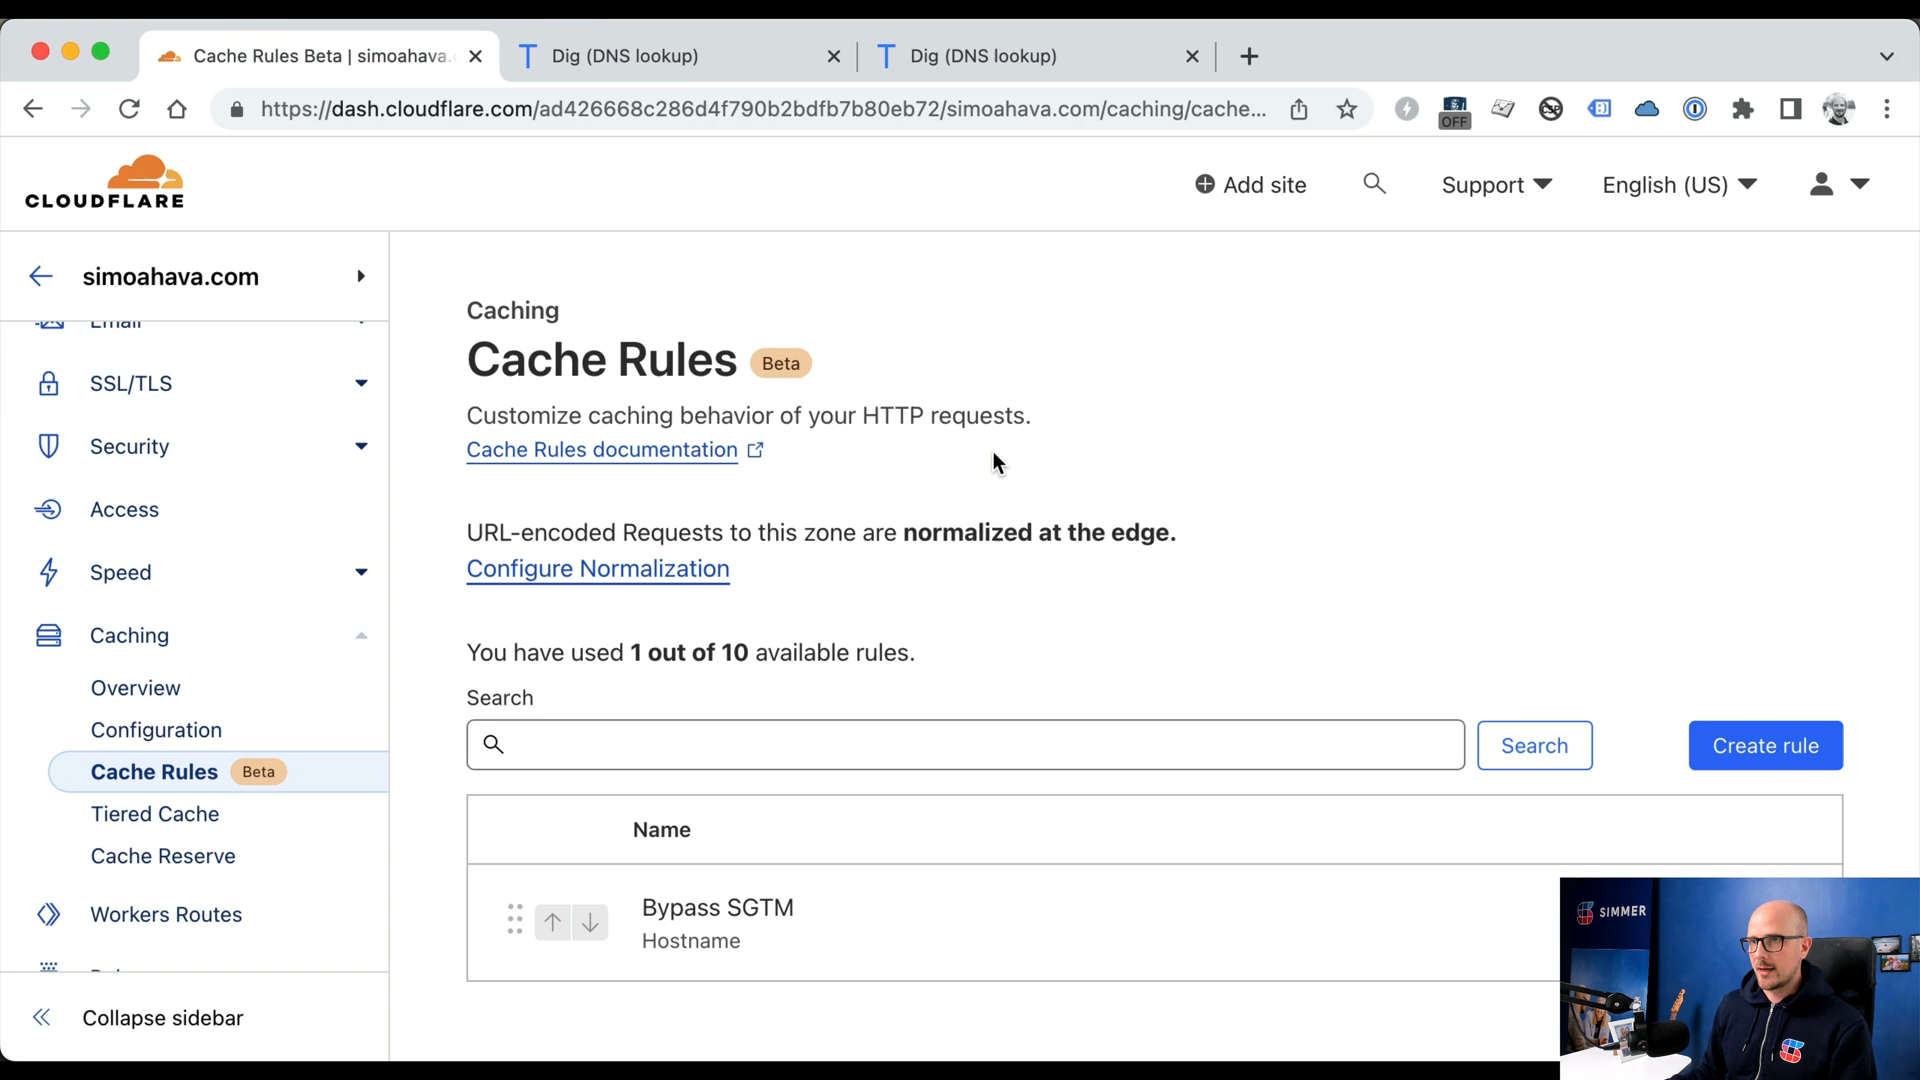 Cache Rules Beta | simoahava.
Dig (DNS lookup)
Dig (DNS lookup)
https://dash.cloudflare.com/ad426668c286d4f790b2bdfb7b80eb72/simoahava.com/caching/cache...
OFF
CLOUDFLARE
Add site
Support
English (US)
simoahava.com
Email
SSL/TLS
Security
Access
Speed
Caching
Overview
Configuration
Cache Rules Beta
Tiered Cache
Cache Reserve
Workers Routes
Collapse sidebar
Caching
Cache Rules Beta
Customize caching behavior of your HTTP requests.
Cache Rules documentation
URL-encoded Requests to this zone are normalized at the edge.
Configure Normalization
You have used 1 out of 10 available rules.
Search
Search
Create rule
Name
Bypass SGTM
Hostname
SIMMER